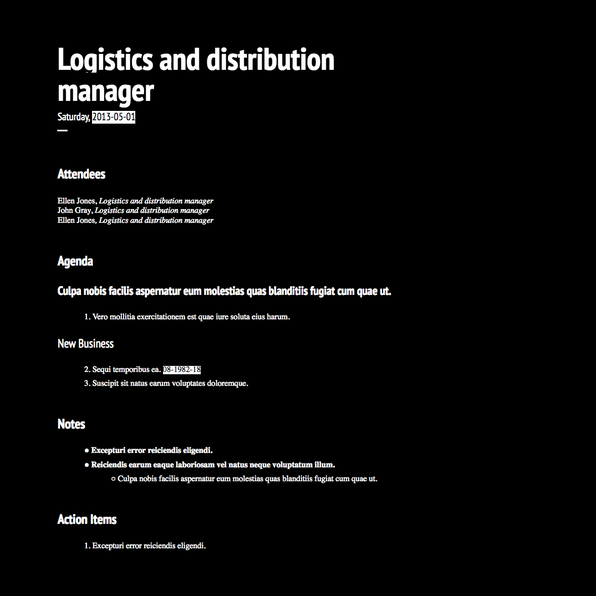 Logistics and distribution
manager
Saturday, 2013-05-01
Attendees
Ellen Jones, Logistics and distribution manager
John Gray, Logistics and distribution manager
Ellen Jones, Logistics and distribution manager
Agenda
Culpa nobis facilis aspernatur eum molestias quas blanditiis fugiat cum quae ut.
1. Vero mollitia exercitationem est quae iure soluta eius harum.
New Business
2. Sequi temporibus ea.
3. Suscipit sit natus earum voluptates doloremque.
Notes
• Excepturi error reiciendis eligendi.
• Reiciendis earum eaque laboriosam vel natus neque voluptatum illum.
○ Culpa nobis facilis aspernatur eum molestias quas blanditiis fugiat cum quae ut.
Action Items
1. Excepturi error reiciendis eligendi.